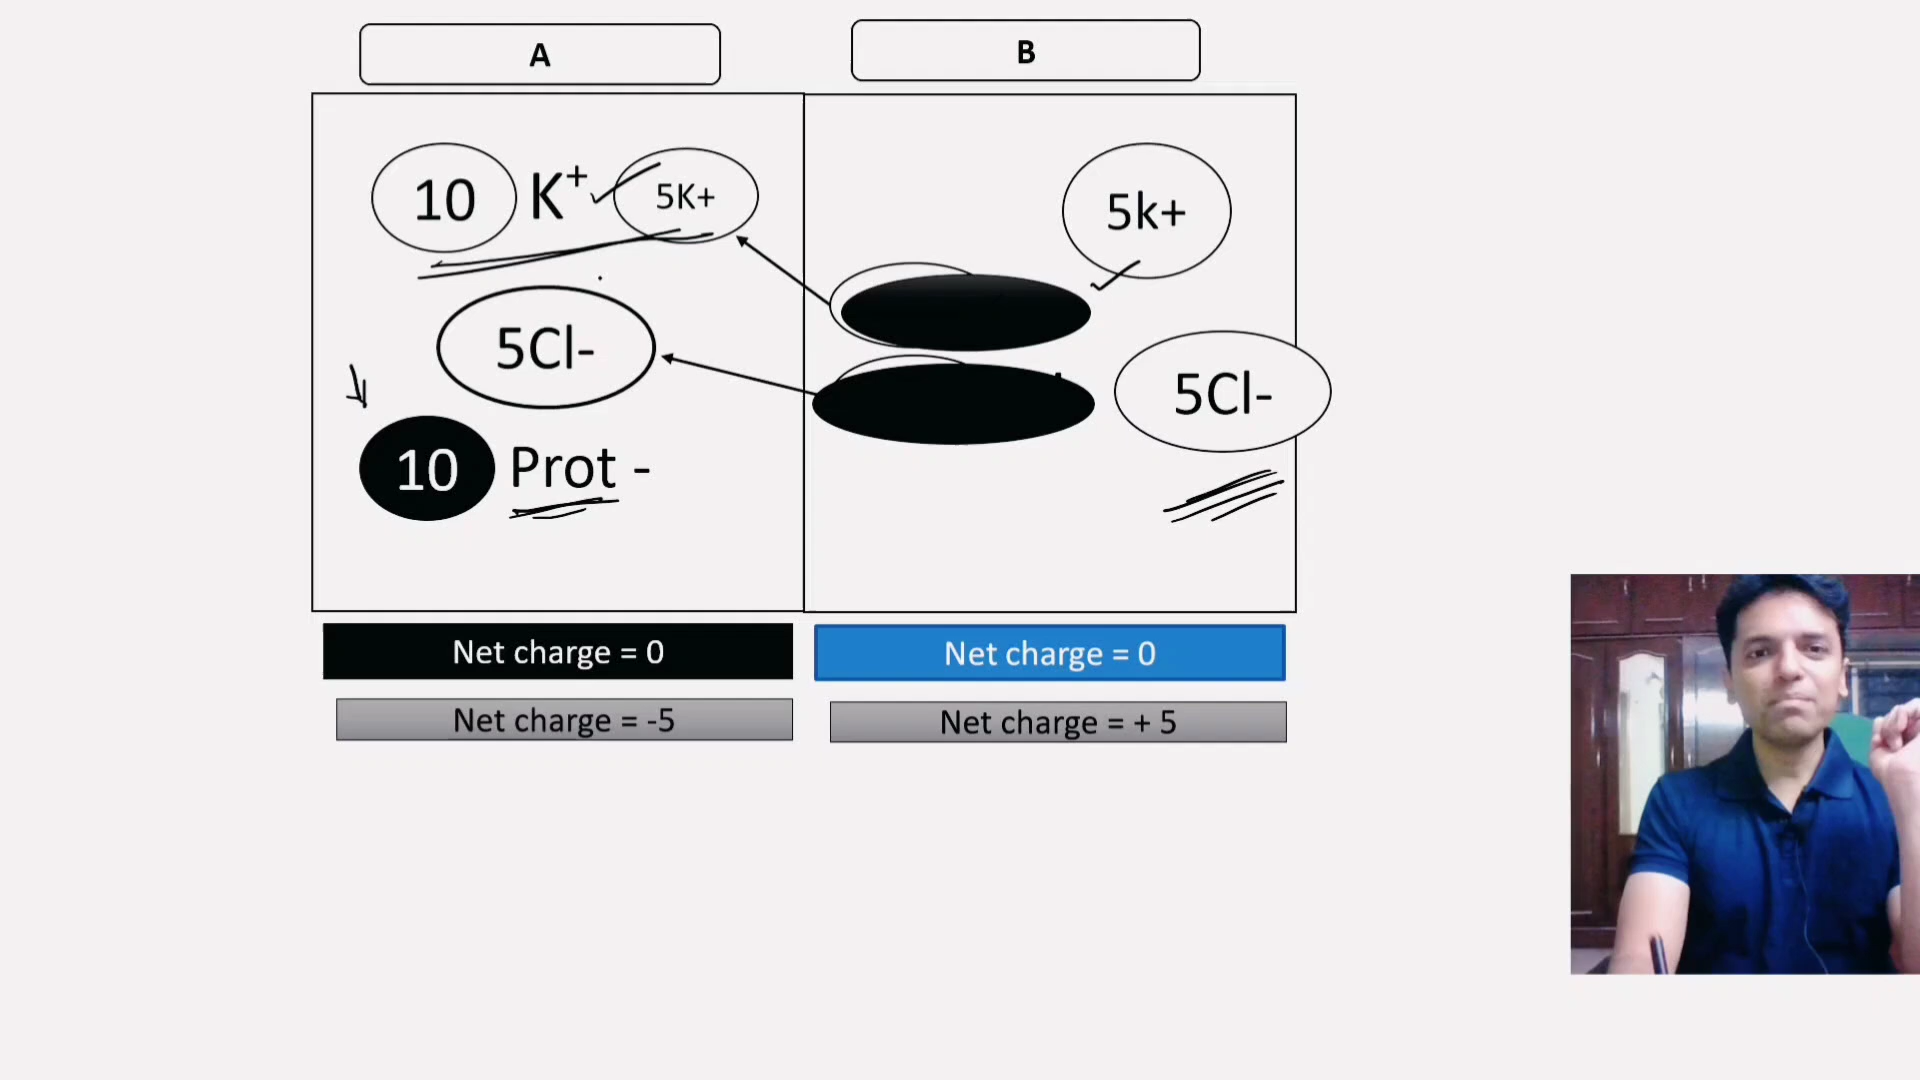 A
B
10 K+ 5K+
5k+
5Cl-
5Cl-
10 Prot -
Net charge = 0
Net charge = 0
Net charge = -5
Net charge = + 5